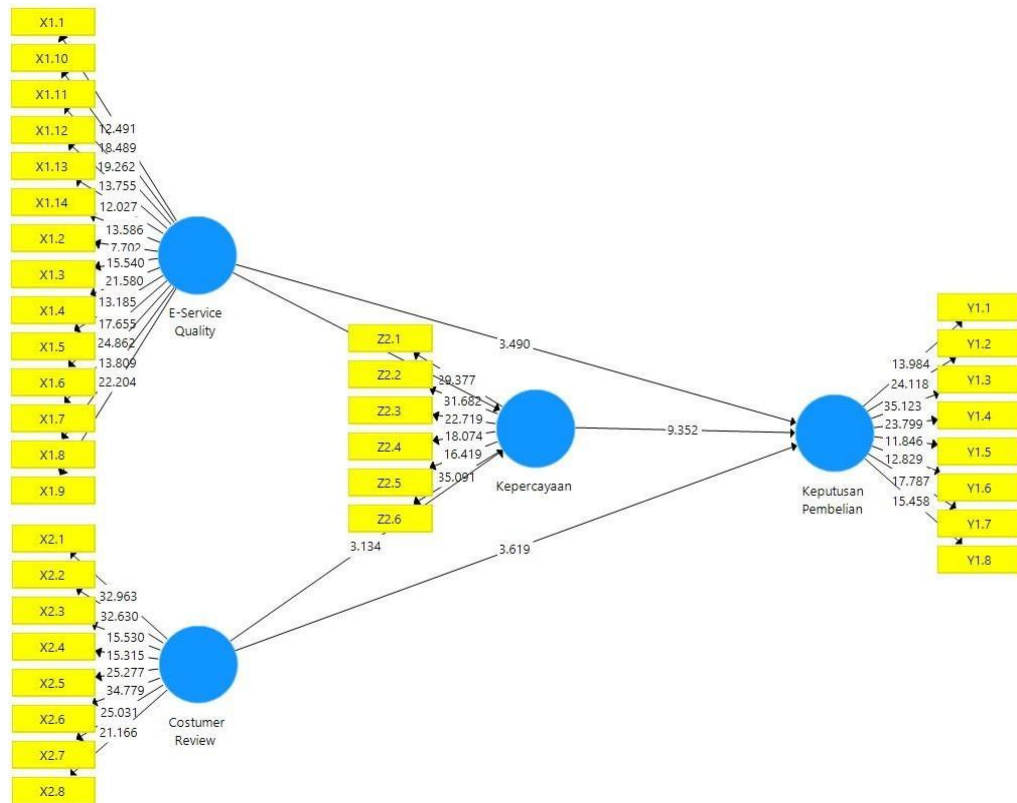 X1.1
X1.10
X1.11
X1.12
X1.13
X1.14
X1.2
X1.3
X1.4
X1.5
X1.6
X1.7
X1.8
X1.9
12.491
18.489
19.262
13.755
12.027
13.586
7.702
15.540
21.580
13.185
17.655
24.862
13.809
22.204
E-Service
Quality
Z2.1
Z2.2
Z2.3
Z2.4
Z2.5
Z2.6
29.377
31.682
22.719
18.074
16.419
35.091
Kepercayaan
3.490
9.352
3.134
3.619
Keputusan
Pembelian
13.984
24.118
35.123
23.799
11.846
12.829
17.787
15.458
Y1.1
Y1.2
Y1.3
Y1.4
Y1.5
Y1.6
Y1.7
Y1.8
X2.1
X2.2
X2.3
X2.4
X2.5
X2.6
X2.7
X2.8
32.963
32.630
15.530
15.315
25.277
34.779
25.031
21.166
Costumer
Review